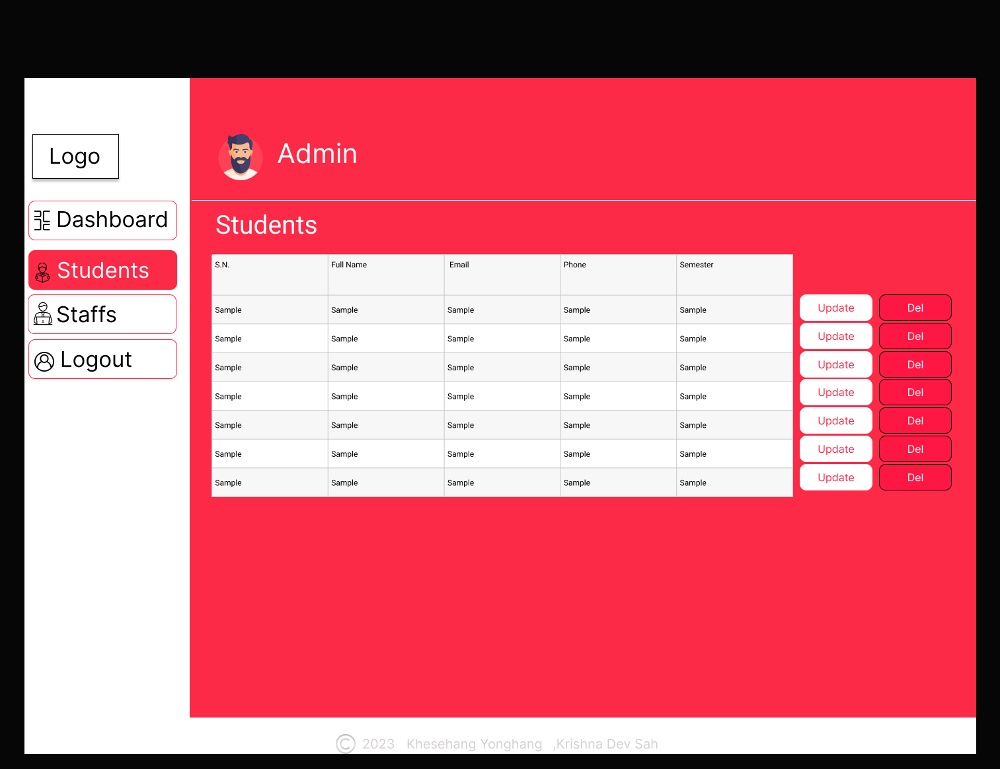 Logo
Admin
Dashboard
Students
Students
Staffs
Logout
S.N. Full Name Email Phone Semester
Sample Sample Sample Sample Sample Update Del
Sample Sample Sample Sample Sample Update Del
Sample Sample Sample Sample Sample Update Del
Sample Sample Sample Sample Sample Update Del
Sample Sample Sample Sample Sample Update Del
Sample Sample Sample Sample Sample Update Del
Sample Sample Sample Sample Sample Update Del
© 2023 Khesehang Yonghang ,Krishna Dev Sah